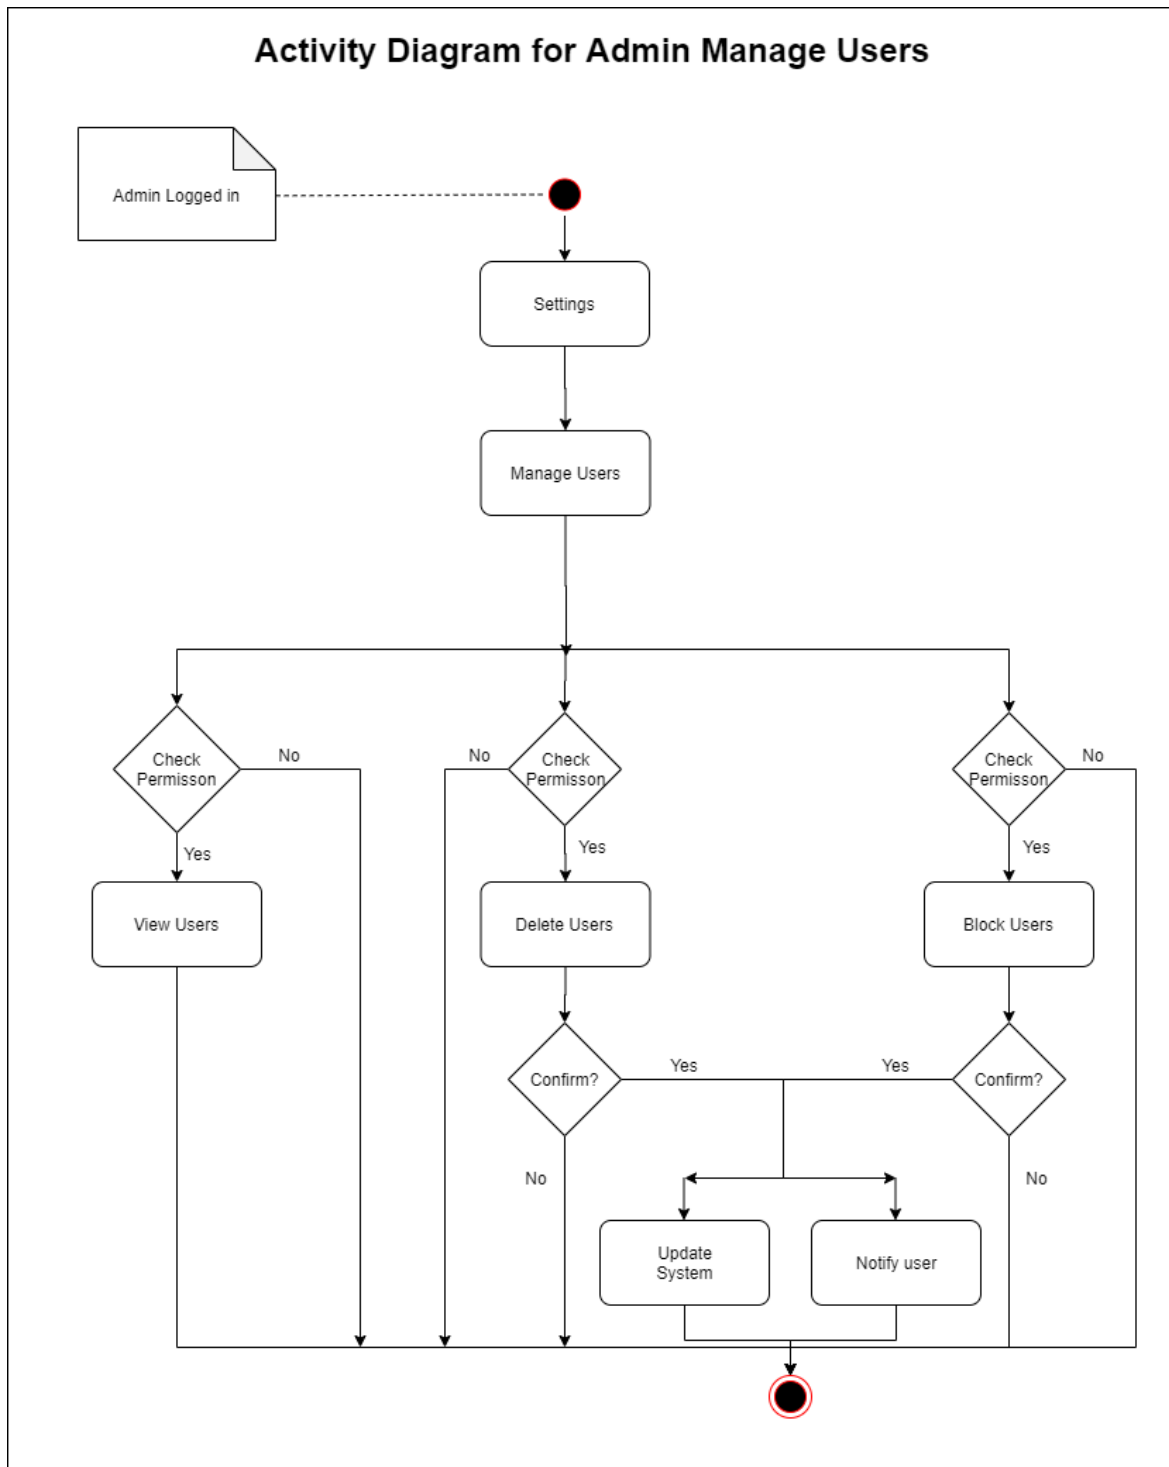 Activity Diagram for Admin Manage Users
Admin Logged in
Settings
Manage Users
Check
Permisson
No
Yes
View Users
No
Check
Permisson
Yes
Delete Users
Check
Permisson
No
Yes
Block Users
Confirm?
Yes
No
Yes
Confirm?
No
Update
System
Notify user